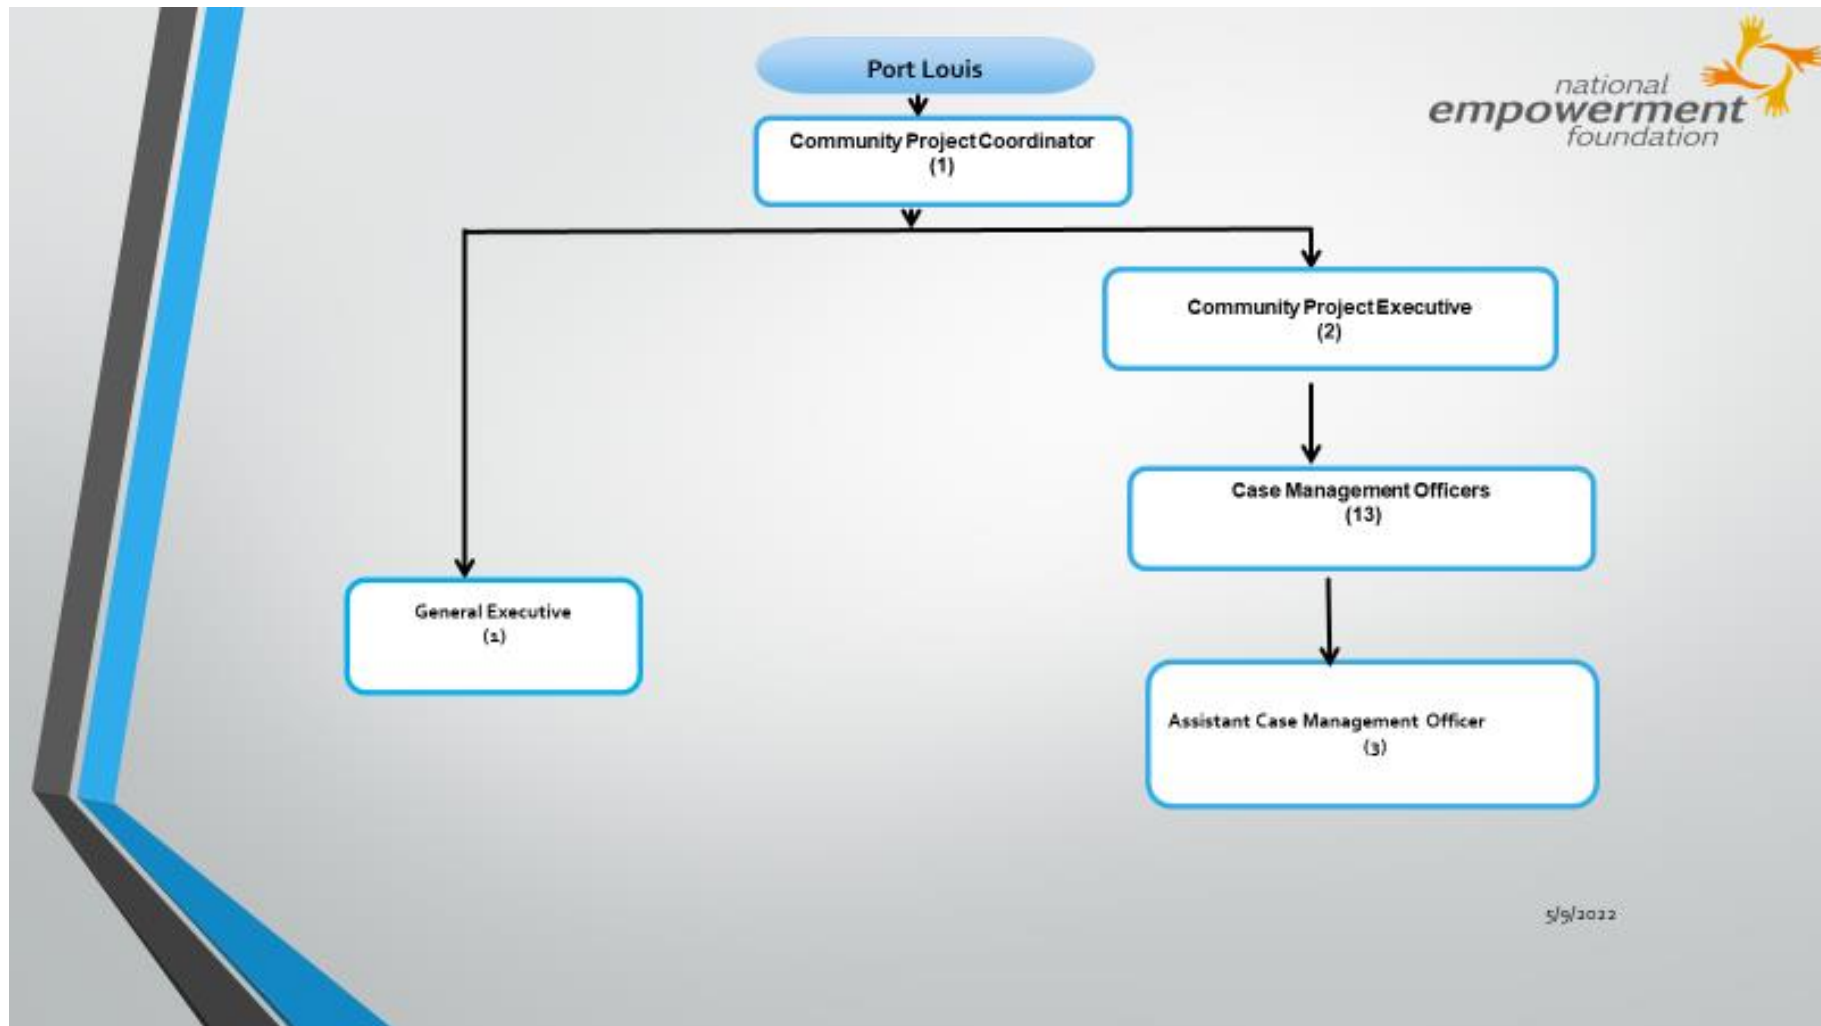 Port Louis
national
empowerment
foundation
Community Project Coordinator
(1)
Community Project Executive
(2)
Case Management Officers
(13)
General Executive
(1)
Assistant Case Management Officer
(3)
5/9/2022